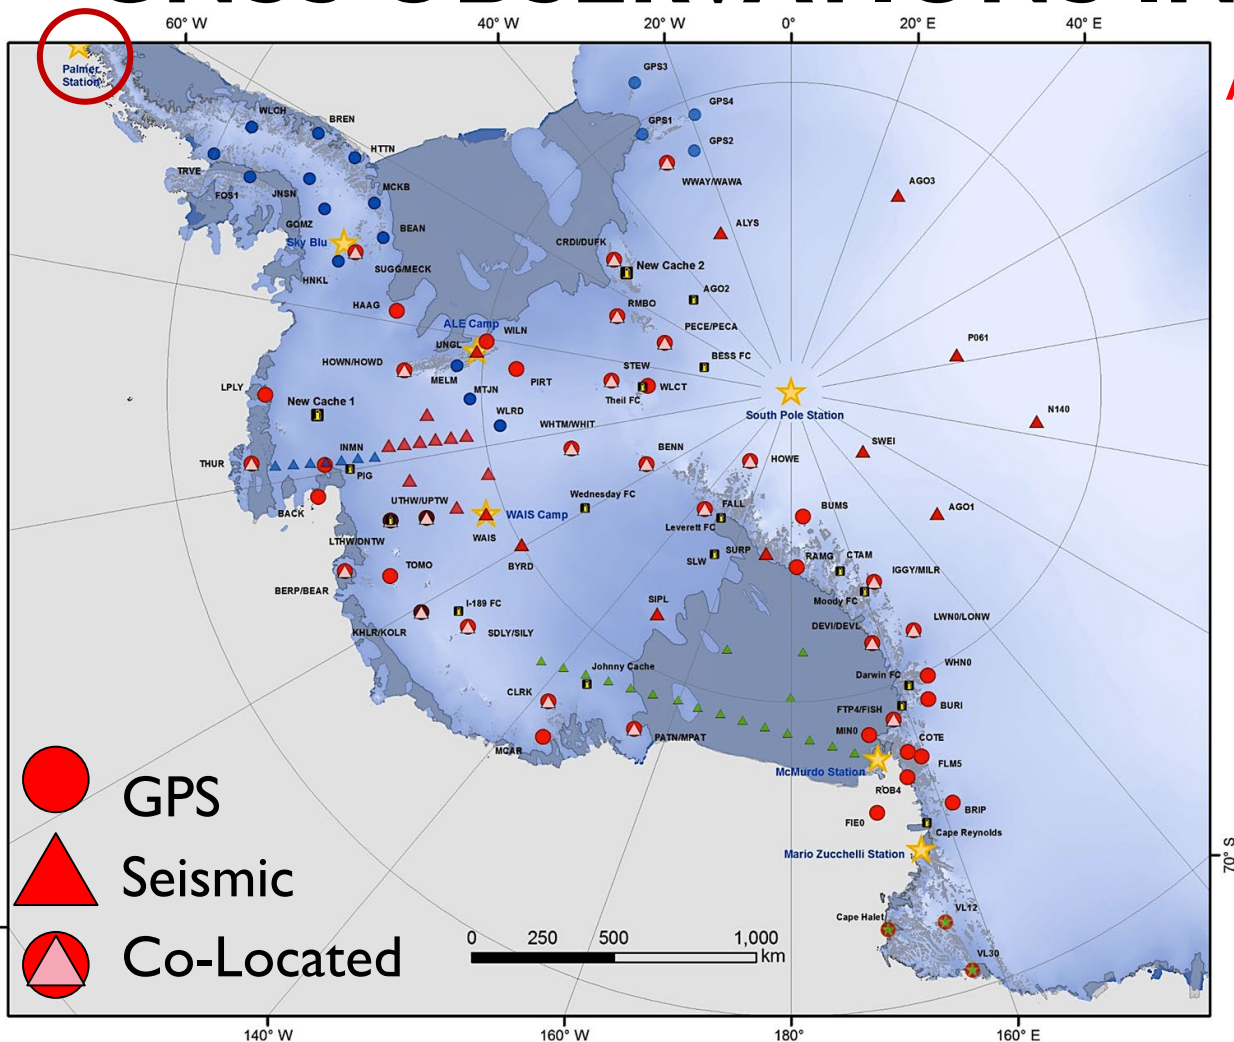 GNSS OBSERVATIONS IN
60° W
40° W
20° W
0°
20° E
40° E
Palmer
Station
GPS3
GPS4
GPS1
GPS2
WLCH
BREN
HTTN
TRVE
FOS1
JNSN
MCKB
WWAY/WAWA
AGO3
GOMZ
BEAN
ALYS
Sky Blu
CRDI/DUFK
HNKL
SUGG/MECK
New Cache 2
AGO2
HAAG
RMBO
ALE Camp
WILN
PECE/PECA
P061
UNGL
BESS FC
HOWN/HOWD
STEW
MELM
PIRT
WLCT
LPLY
MTJN
Theil FC
New Cache 1
WLRD
South Pole Station
N140
WHTM/WHIT
INMN
BENN
SWEI
THUR
PIG
HOWE
UTHW/UPTW
Wednesday FC
FALL
BUMS
AGO1
BACK
WAIS Camp
Leverett FC
LTHW/DNTW
WAIS
SURP
RAMG
CTAM
TOMO
BYRD
SLW
IGGY/MILR
BERP/BEAR
Moody FC
I-189 FC
SIPL
LWN0/LONW
KHLR/KOLR
SDLY/SILY
DEVI/DEVL
Johnny Cache
WHN0
CLRK
Darwin FC
FTP4/FISH
BURI
MIN0
COTE
MCAR
PATN/MPAT
FLM5
McMurdo Station
ROB4
FIE0
BRIP
Cape Reynolds
Mario Zucchelli Station
70° S
GPS
Seismic
Co-Located
Cape Halet
VL12
VL30
0 250 500 1,000
km
140° W
160° W
180°
160° E